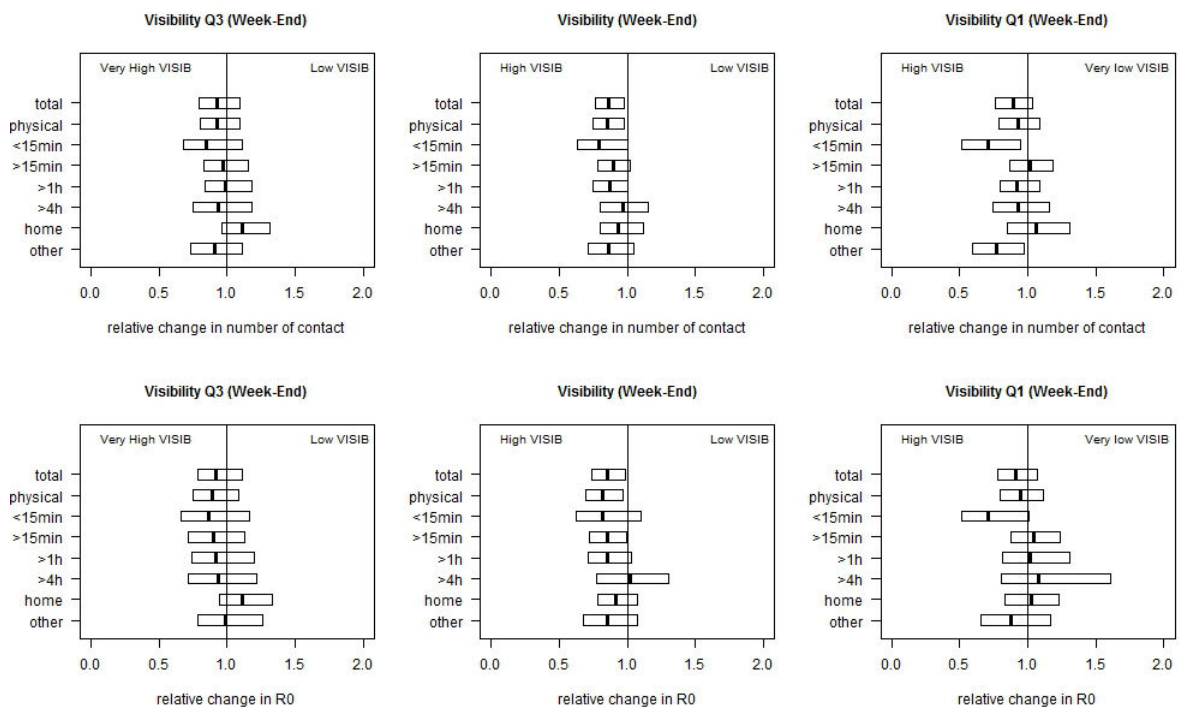 Visibility Q3 (Week-End)
Very High VISIB Low VISIB
total
physical
<15min
>15min
>1h
>4h
home
other
0.0 0.5 1.0 1.5 2.0
relative change in number of contact
Visibility (Week-End)
High VISIB Low VISIB
total
physical
<15min
>15min
>1h
>4h
home
other
0.0 0.5 1.0 1.5 2.0
relative change in number of contact
Visibility Q1 (Week-End)
High VISIB Very low VISIB
total
physical
<15min
>15min
>1h
>4h
home
other
0.0 0.5 1.0 1.5 2.0
relative change in number of contact
Visibility Q3 (Week-End)
Very High VISIB Low VISIB
total
physical
<15min
>15min
>1h
>4h
home
other
0.0 0.5 1.0 1.5 2.0
relative change in R0
Visibility (Week-End)
High VISIB Low VISIB
total
physical
<15min
>15min
>1h
>4h
home
other
0.0 0.5 1.0 1.5 2.0
relative change in R0
Visibility Q1 (Week-End)
High VISIB Very low VISIB
total
physical
<15min
>15min
>1h
>4h
home
other
0.0 0.5 1.0 1.5 2.0
relative change in R0